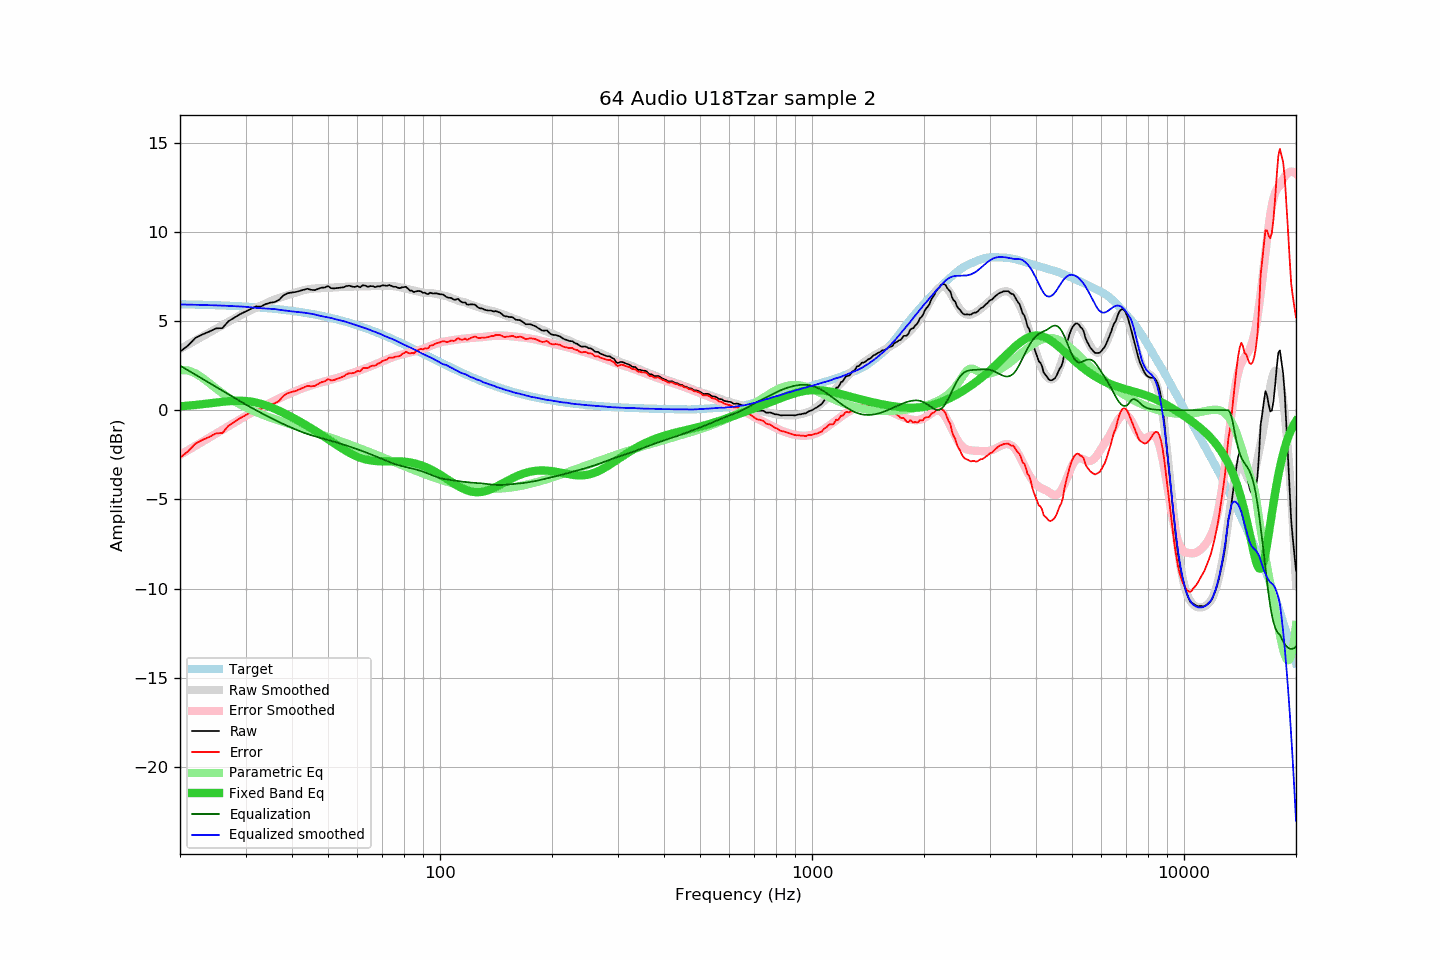 64 Audio U18Tzar sample 2
Amplitude (dBr)
15
10
5
0
−5
−10
−15
−20
Target
Raw Smoothed
Error Smoothed
Raw
Error
Parametric Eq
Fixed Band Eq
Equalization
Equalized smoothed
100
1000
10000
Frequency (Hz)